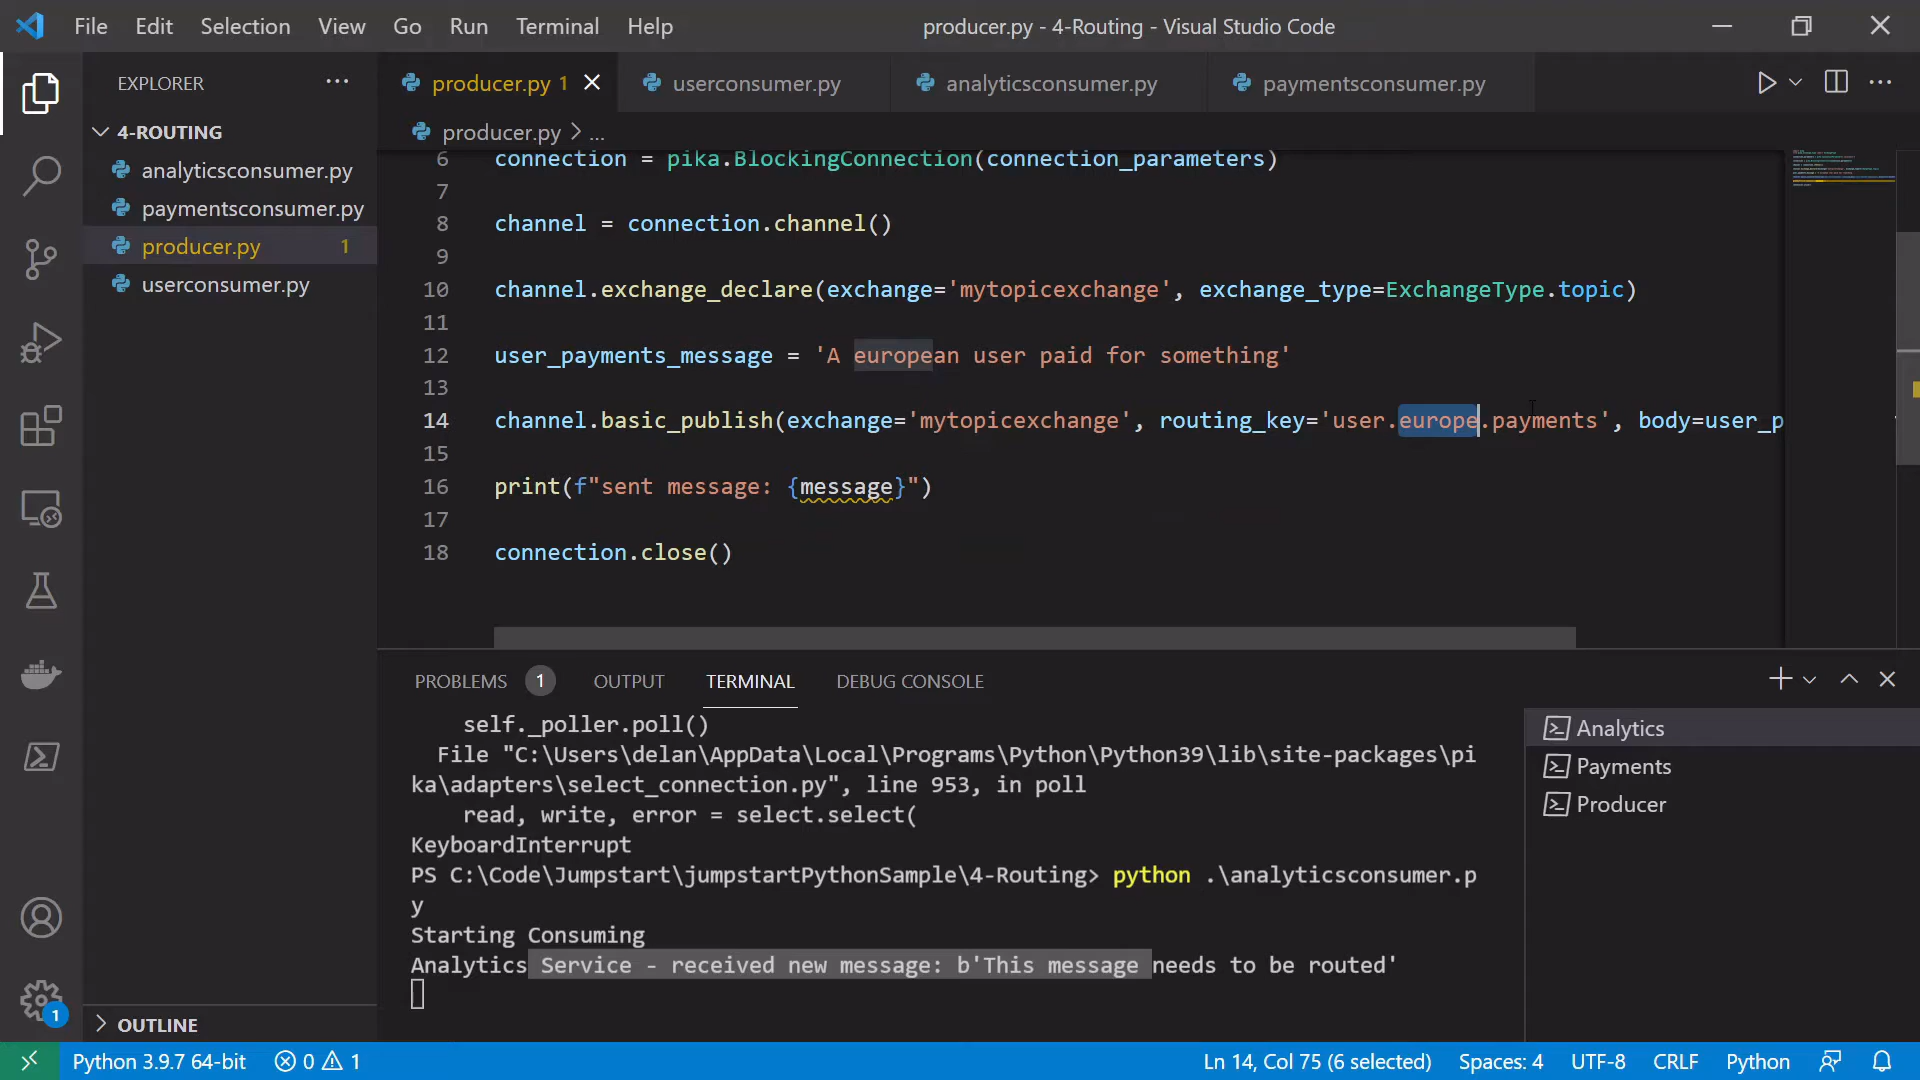 File Edit Selection View Go Run Terminal Help
producer.py - 4-Routing - Visual Studio Code
EXPLORER
4-ROUTING
analyticsconsumer.py
paymentsconsumer.py
producer.py 1
userconsumer.py
OUTLINE
producer.py 1 userconsumer.py analyticsconsumer.py paymentsconsumer.py
producer.py > ...
6 connection = pika.BlockingConnection(connection_parameters)
7
8 channel = connection.channel()
9
10 channel.exchange_declare(exchange='mytopicexchange', exchange_type=ExchangeType.topic)
11
12 user_payments_message = 'A european user paid for something'
13
14 channel.basic_publish(exchange='mytopicexchange', routing_key='user.europe.payments', body=user_p
15
16 print(f"sent message: {message}")
17
18 connection.close()
PROBLEMS 1 OUTPUT TERMINAL DEBUG CONSOLE
self._poller.poll()
File "C:\Users\delan\AppData\Local\Programs\Python\Python39\lib\site-packages\pi
ka\adapters\select_connection.py", line 953, in poll
read, write, error = select.select(
KeyboardInterrupt
PS C:\Code\Jumpstart\jumpstartPythonSample\4-Routing> python .\analyticsconsumer.p
y
Starting Consuming
Analytics Service - received new message: b'This message needs to be routed'
Analytics
Payments
Producer
1
Python 3.9.7 64-bit 0 1 Ln 14, Col 75 (6 selected) Spaces: 4 UTF-8 CRLF Python